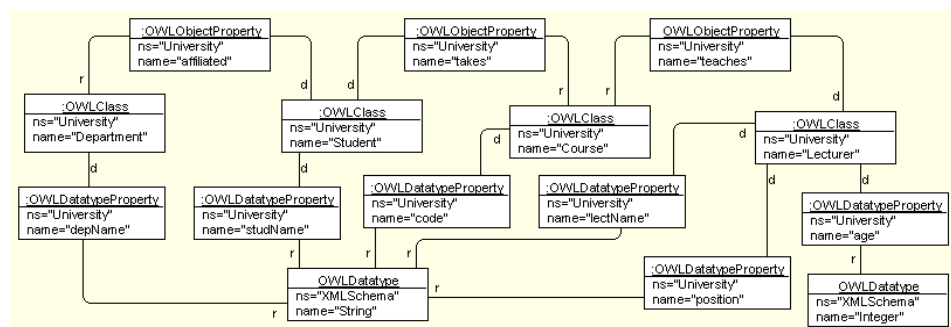 :OWLObjectProperty
ns="University"
name="affiliated"
:OWLObjectProperty
ns="University"
name="takes"
:OWLObjectProperty
ns="University"
name="teaches"
r
d
d
r
r
d
:OWLClass
ns="University"
name="Department"
:OWLClass
ns="University"
name="Student"
:OWLClass
ns="University"
name="Course"
:OWLClass
ns="University"
name="Lecturer"
d
d
d
d
d
d
:OWLDatatypeProperty
ns="University"
name="depName"
:OWLDatatypeProperty
ns="University"
name="studName"
:OWLDatatypeProperty
ns="University"
name="code"
:OWLDatatypeProperty
ns="University"
name="lectName"
:OWLDatatypeProperty
ns="University"
name="age"
r
r
r
r
OWLDatatype
ns="XMLSchema"
name="String"
r
r
:OWLDatatypeProperty
ns="University"
name="position"
OWLDatatype
ns="XMLSchema"
name="Integer"